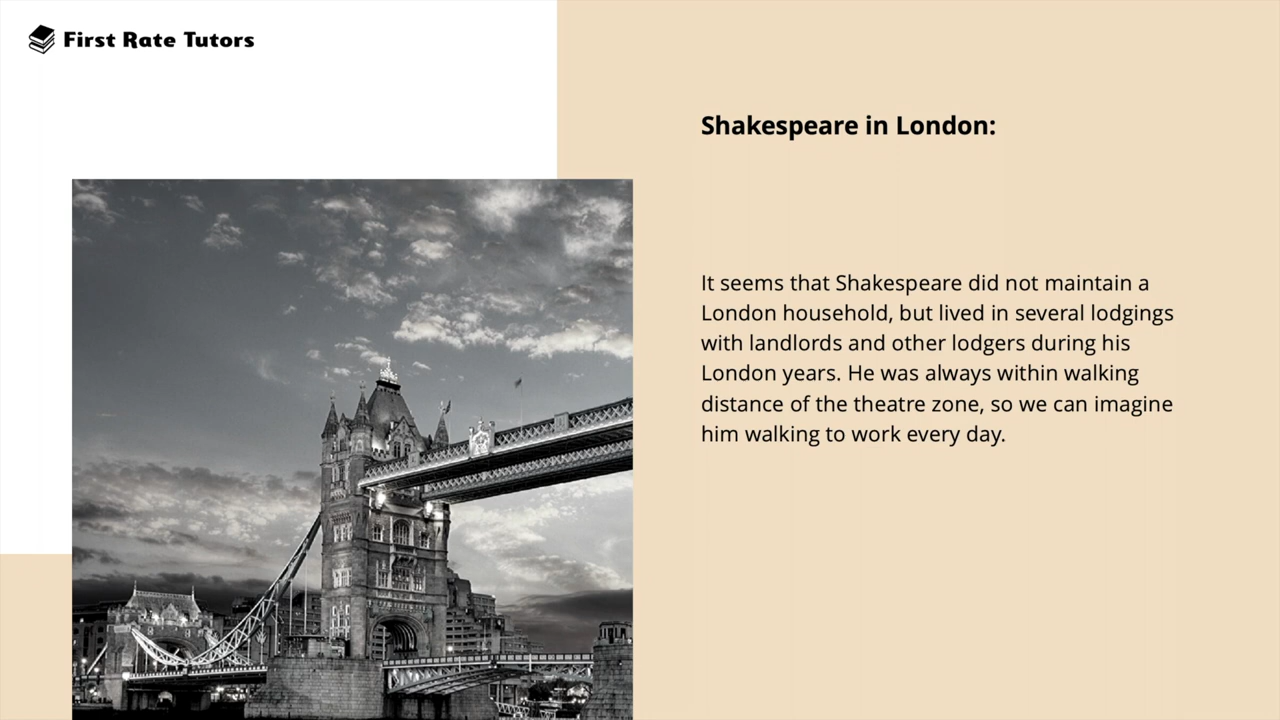 First Rate Tutors
Shakespeare in London:
It seems that Shakespeare did not maintain a
London household, but lived in several lodgings
with landlords and other lodgers during his
London years. He was always within walking
distance of the theatre zone, so we can imagine
him walking to work every day.